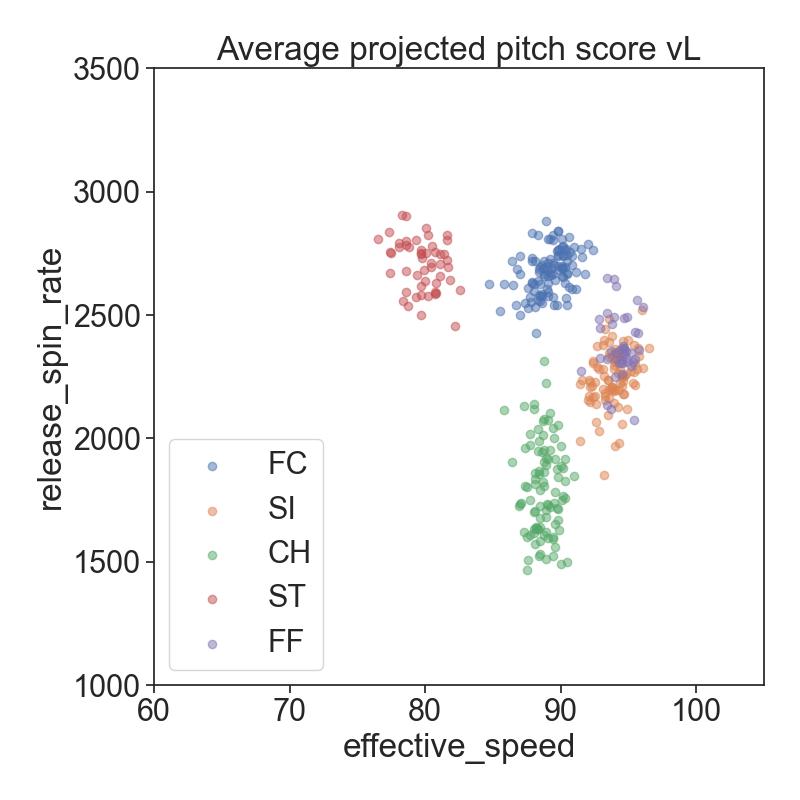 Average projected pitch score vL
3500
3000
2500
2000
1500
1000
release_spin_rate
FC
SI
CH
ST
FF
60 70 80 90 100
effective_speed